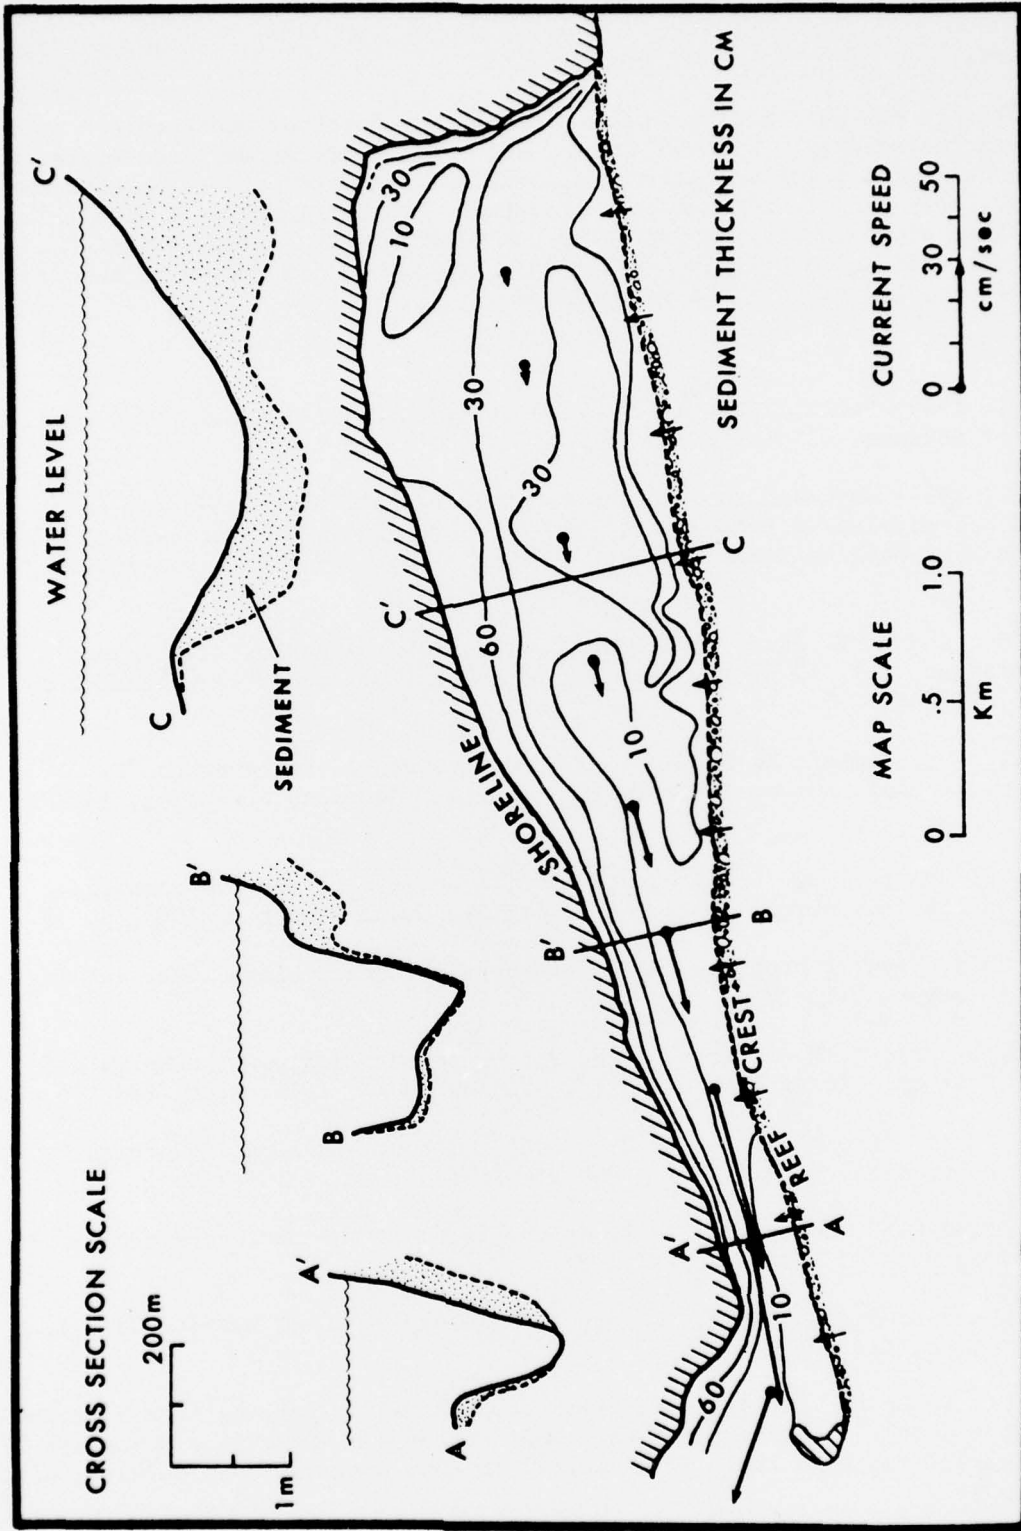 CROSS SECTION SCALE
200m
1m
WATER LEVEL
A
A'
B
B'
C
C'
SEDIMENT
SHORELINE
60
30
30
30
10
10
10
60
A'
A
B'
B
C'
C
REEF CREST
SEDIMENT THICKNESS IN CM
MAP SCALE
0 .5 1.0
Km
CURRENT SPEED
0 30 50
cm/sec